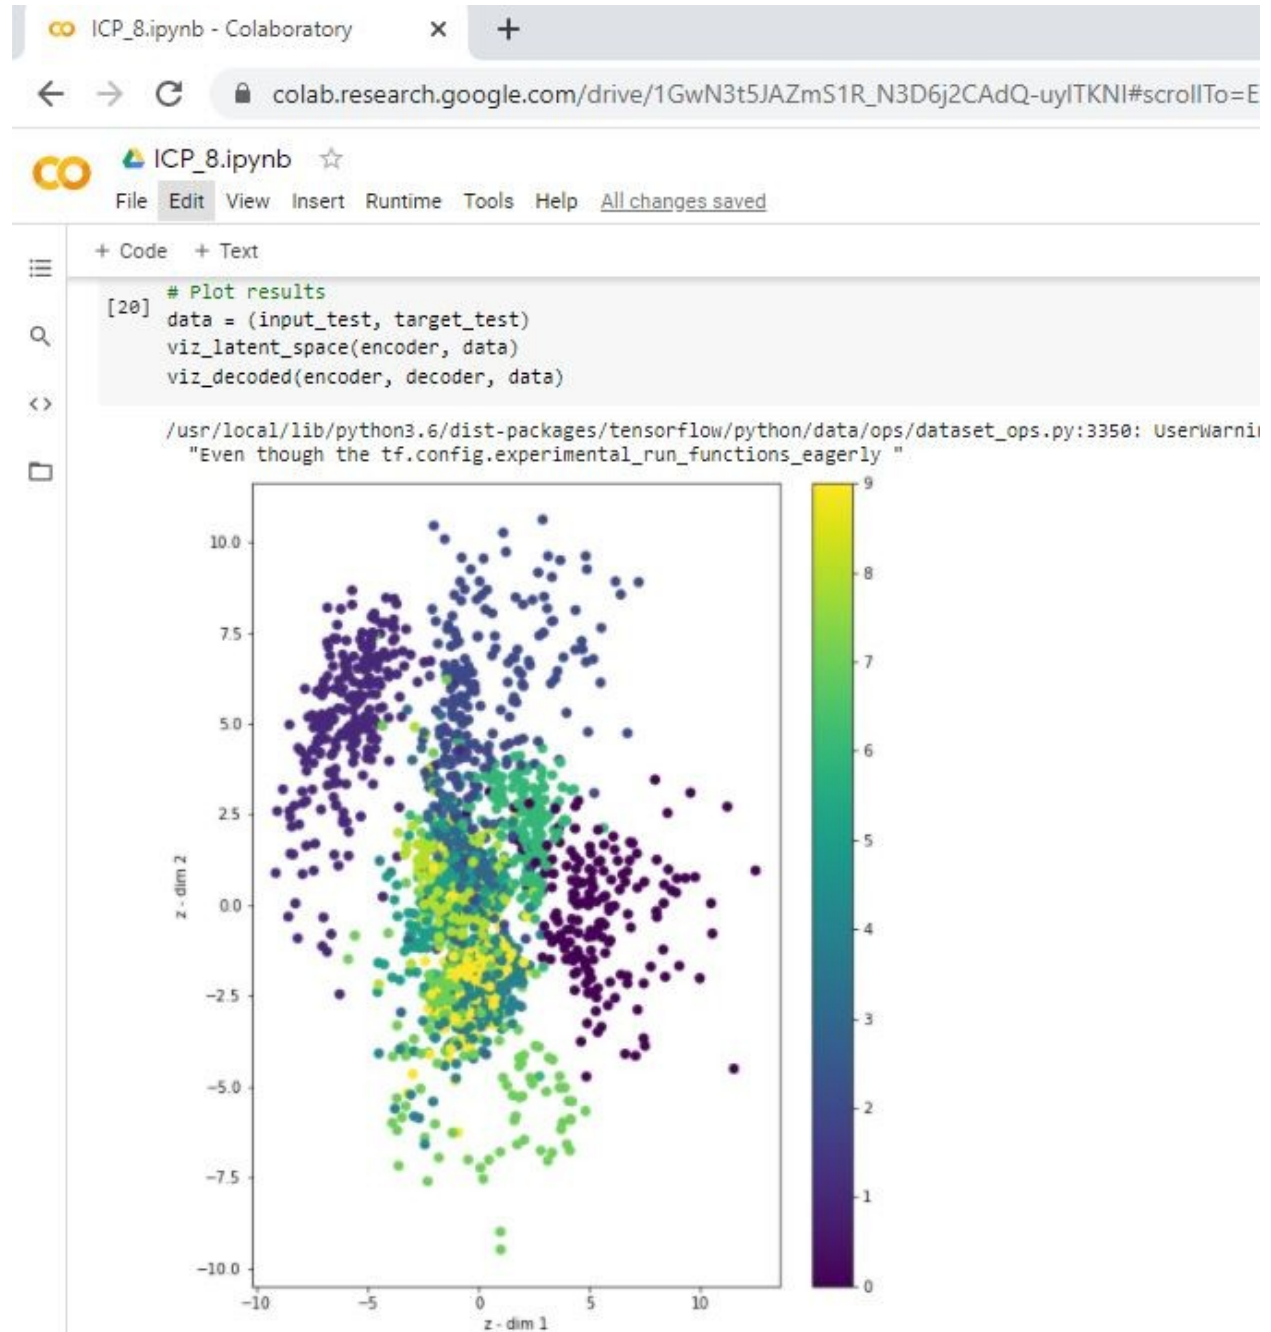 ICP_8.ipynb - Colaboratory
colab.research.google.com/drive/1GwN3t5JAZmS1R_N3D6j2CAdQ-uyITKNI#scrollTo=E
CO ICP_8.ipynb
File Edit View Insert Runtime Tools Help All changes saved
+ Code + Text
[20] # Plot results
data = (input_test, target_test)
viz_latent_space(encoder, data)
viz_decoded(encoder, decoder, data)
/usr/local/lib/python3.6/dist-packages/tensorflow/python/data/ops/dataset_ops.py:3350: UserWarni
"Even though the tf.config.experimental_run_functions_eagerly "
10.0
7.5
5.0
2.5
0.0
−2.5
−5.0
−7.5
−10.0
z - dim 2
−10 −5 0 5 10
z - dim 1
9
8
7
6
5
4
3
2
1
0